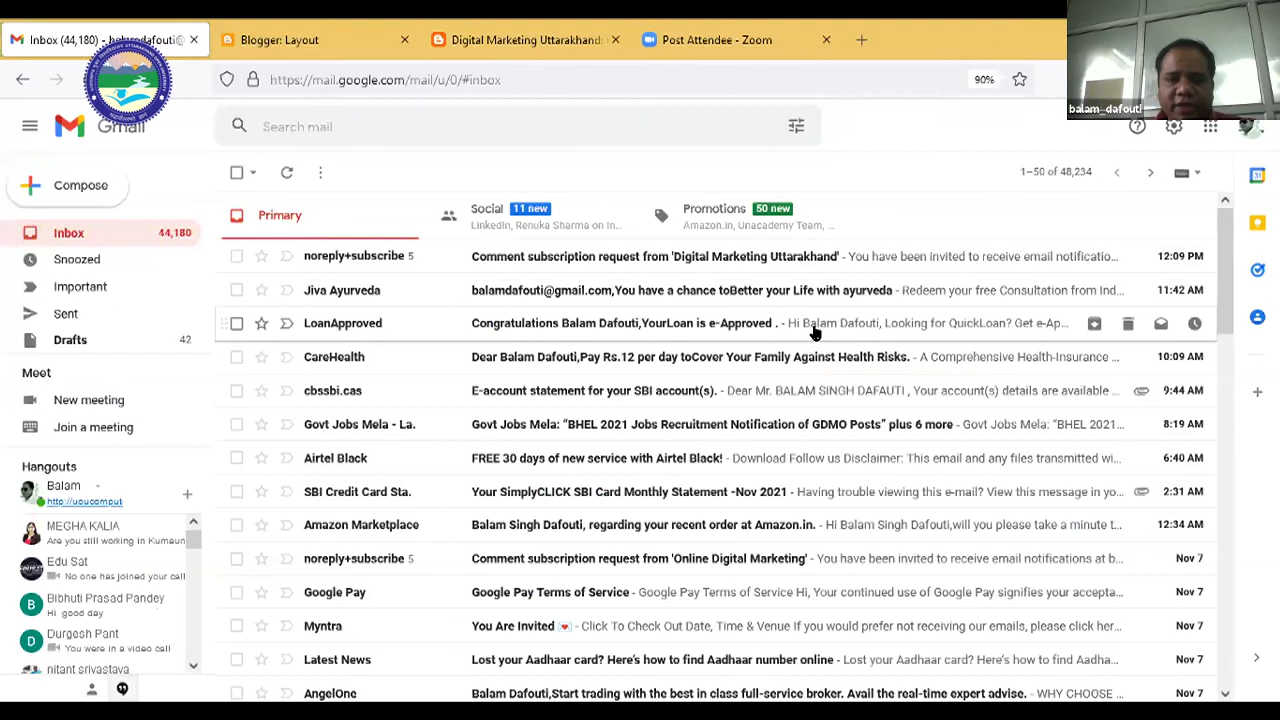 Inbox (44,180) - balamdafouti@
Blogger: Layout
Digital Marketing Uttarakhand:
Post Attendee - Zoom
https://mail.google.com/mail/u/0/#inbox
90%
balam_dafouti
Gmail
Search mail
Compose
1–50 of 48,234
Primary
Social 11 new
LinkedIn, Renuka Sharma on In...
Promotions 50 new
Amazon.in, Unacademy Team, ...
Inbox 44,180
Snoozed
Important
Sent
Drafts 42
Meet
New meeting
Join a meeting
Hangouts
Balam
http://uoucomput
MEGHA KALIA
Are you still working in Kumaun
Edu Sat
No one has joined your call
Bibhuti Prasad Pandey
Hi good day
Durgesh Pant
You were in a video call
nitant srivastava
noreply+subscribe 5 Comment subscription request from 'Digital Marketing Uttarakhand' - You have been invited to receive email notificatio... 12:09 PM
Jiva Ayurveda balamdafouti@gmail.com,You have a chance toBetter your Life with ayurveda - Redeem your free Consultation from Ind... 11:42 AM
LoanApproved Congratulations Balam Dafouti,YourLoan is e-Approved . - Hi Balam Dafouti, Looking for QuickLoan? Get e-Ap...
CareHealth Dear Balam Dafouti,Pay Rs.12 per day toCover Your Family Against Health Risks. - A Comprehensive Health-Insurance ... 10:09 AM
cbssbi.cas E-account statement for your SBI account(s). - Dear Mr. BALAM SINGH DAFAUTI , Your account(s) details are available ... 9:44 AM
Govt Jobs Mela - La. Govt Jobs Mela: “BHEL 2021 Jobs Recruitment Notification of GDMO Posts” plus 6 more - Govt Jobs Mela: “BHEL 2021... 8:19 AM
Airtel Black FREE 30 days of new service with Airtel Black! - Download Follow us Disclaimer: This email and any files transmitted wi... 6:40 AM
SBI Credit Card Sta. Your SimplyCLICK SBI Card Monthly Statement -Nov 2021 - Having trouble viewing this e-mail? View this message in yo... 2:31 AM
Amazon Marketplace Balam Singh Dafouti, regarding your recent order at Amazon.in. - Hi Balam Singh Dafouti,will you please take a minute t... 12:34 AM
noreply+subscribe 5 Comment subscription request from 'Online Digital Marketing' - You have been invited to receive email notifications at b... Nov 7
Google Pay Google Pay Terms of Service - Google Pay Terms of Service Hi, Your continued use of Google Pay signifies your accepta... Nov 7
Myntra You Are Invited 💌 - Click To Check Out Date, Time & Venue If you would prefer not receiving our emails, please click her... Nov 7
Latest News Lost your Aadhaar card? Here’s how to find Aadhaar number online - Lost your Aadhaar card? Here’s how to find Aadha... Nov 7
AngelOne Balam Dafouti,Start trading with the best in class full-service broker. Avail the real-time expert advise. - WHY CHOOSE ... Nov 7